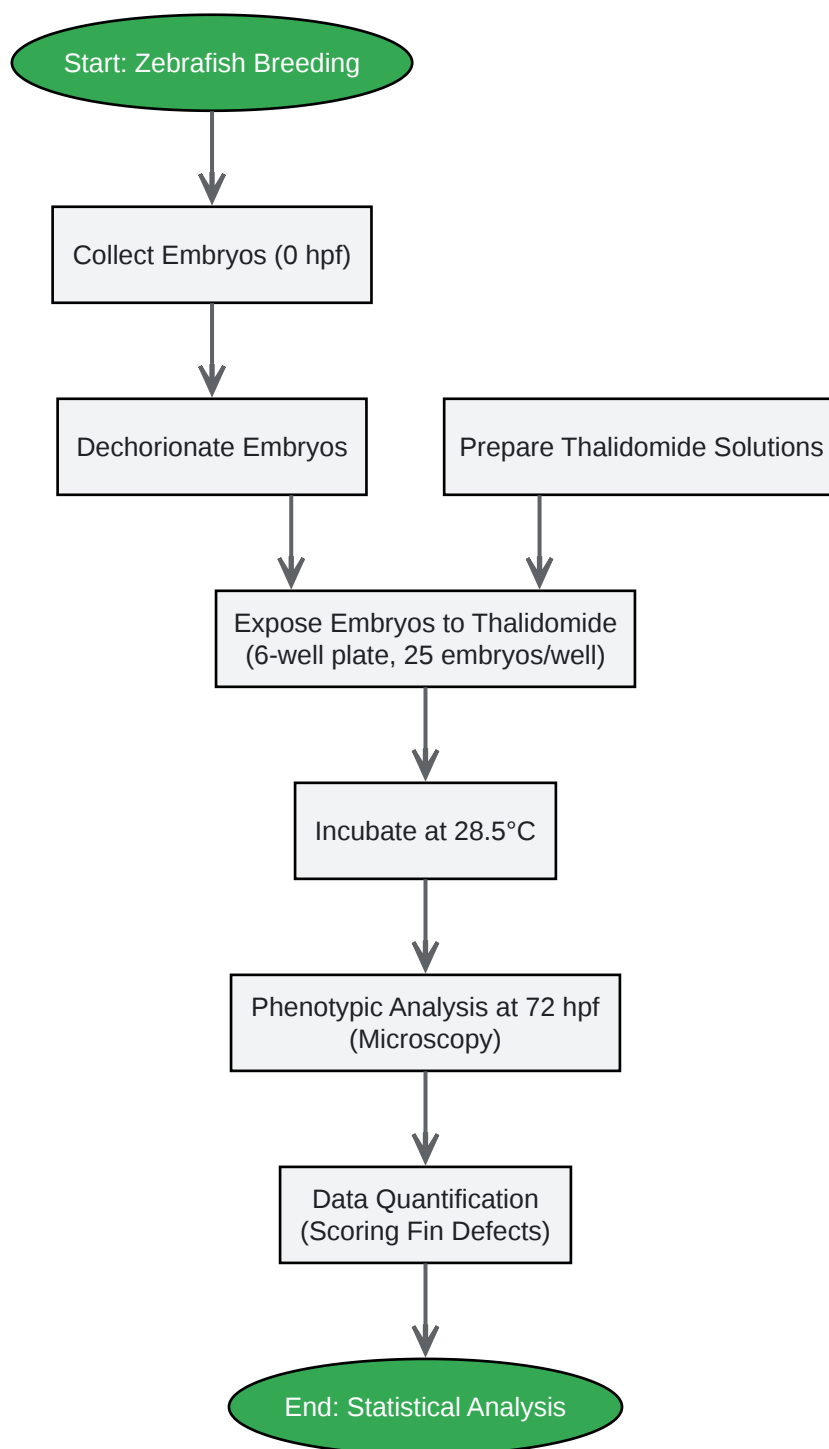 Start: Zebrafish Breeding
Collect Embryos (0 hpf)
Dechorionate Embryos
Prepare Thalidomide Solutions
Expose Embryos to Thalidomide
(6-well plate, 25 embryos/well)
Incubate at 28.5°C
Phenotypic Analysis at 72 hpf
(Microscopy)
Data Quantification
(Scoring Fin Defects)
End: Statistical Analysis